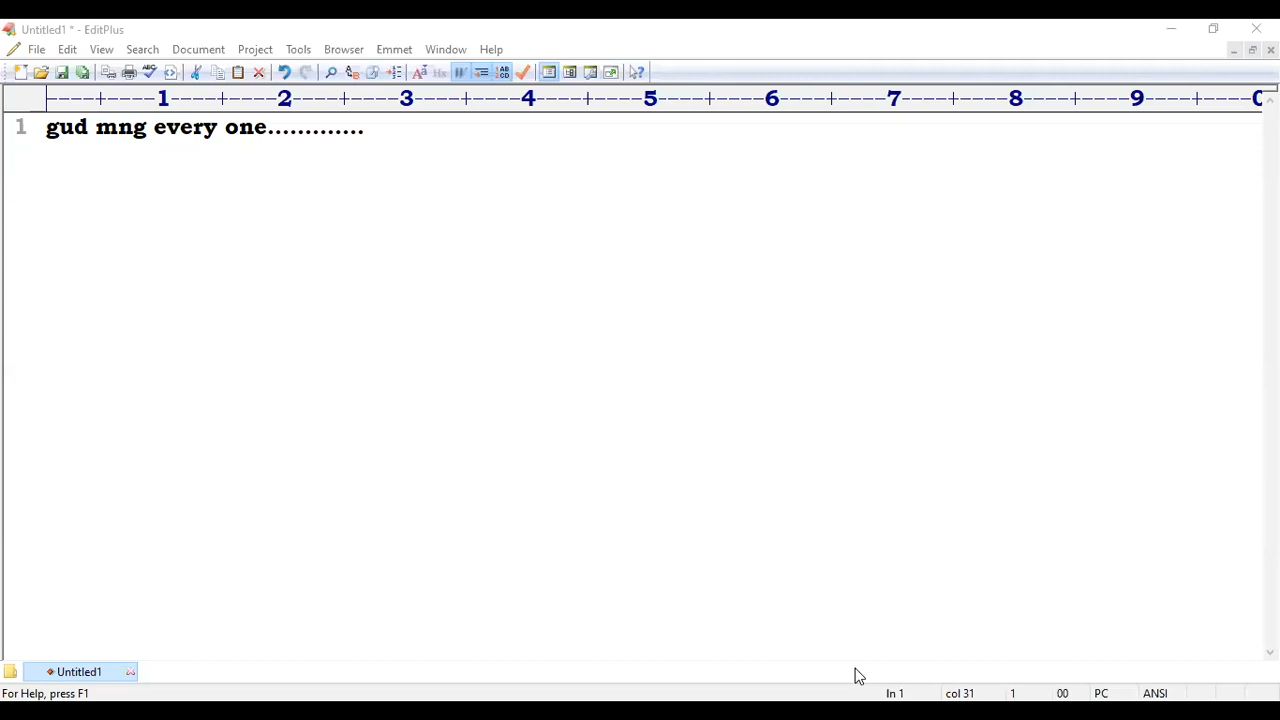 Untitled1 * - EditPlus
File Edit View Search Document Project Tools Browser Emmet Window Help
----+----1----+----2----+----3----+----4----+----5----+----6----+----7----+----8----+----9----+----0
1 gud mng every one.............
Untitled1
For Help, press F1 ln 1 col 31 1 00 PC ANSI